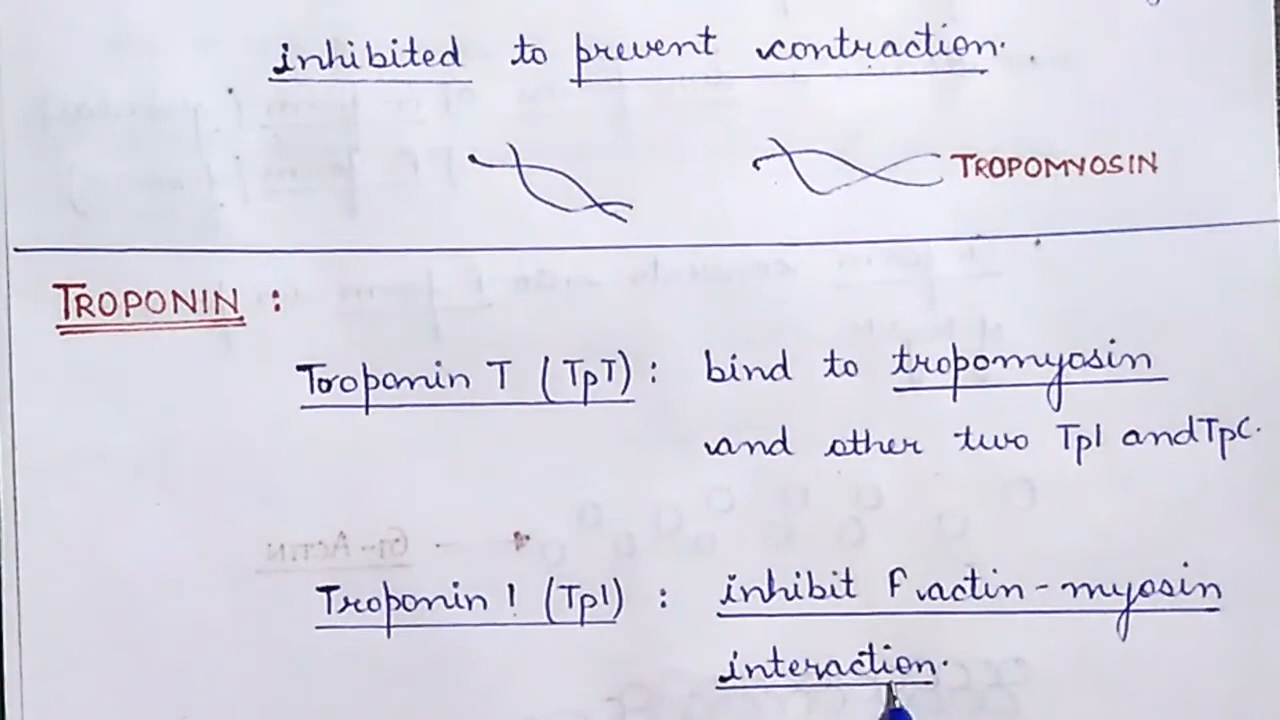 inhibited to prevent contraction.
TROPOMYOSIN
TROPONIN :
Troponin T (TpT) : bind to tropomyosin
and other two TpI and TpC.
G-ACTIN
Troponin I (TpI) : inhibit F actin - myosin
interaction.